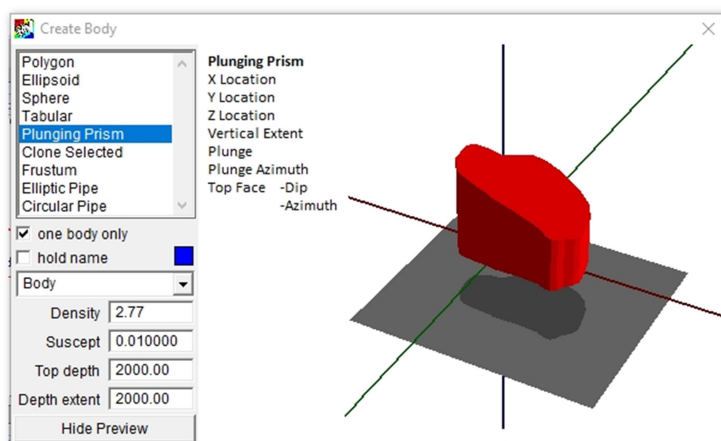 Create Body
Polygon
Ellipsoid
Sphere
Tabular
Plunging Prism
Clone Selected
Frustum
Elliptic Pipe
Circular Pipe
one body only
hold name
Body
Density 2.77
Suscept 0.010000
Top depth 2000.00
Depth extent 2000.00
Hide Preview
Plunging Prism
X Location
Y Location
Z Location
Vertical Extent
Plunge
Plunge Azimuth
Top Face -Dip
-Azimuth